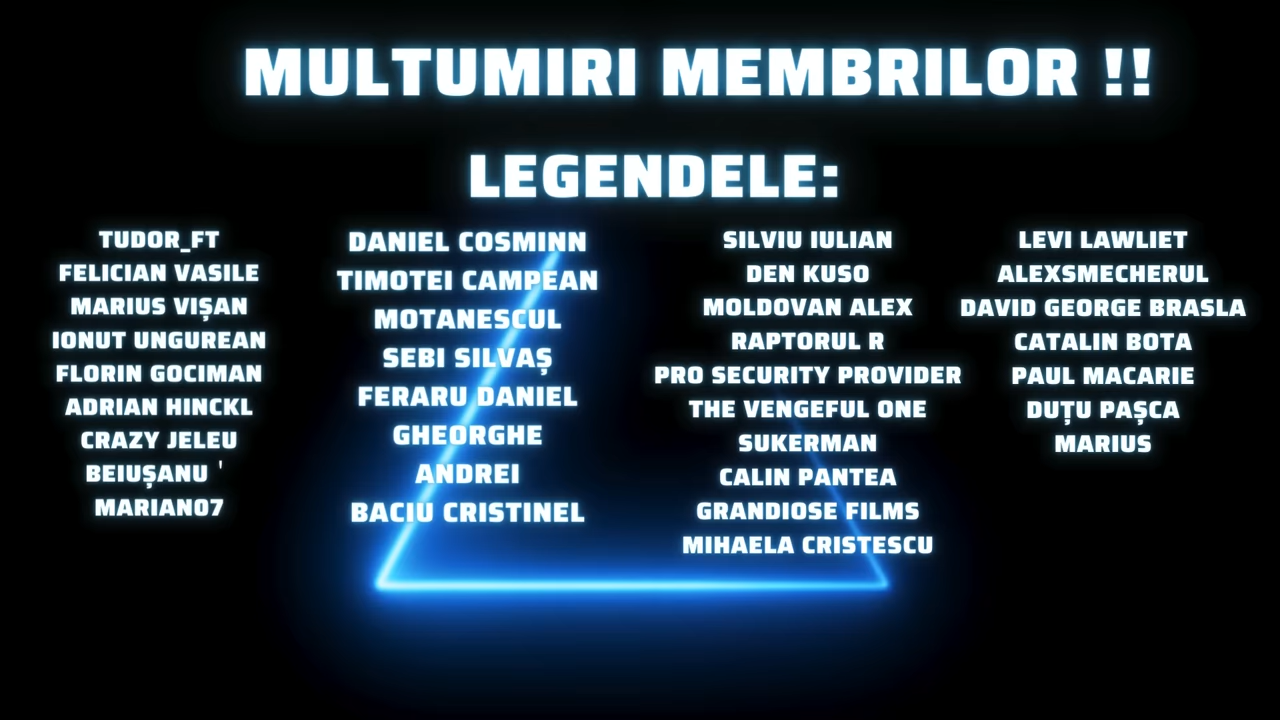 MULTUMIRI MEMBRILOR !!
LEGENDELE:
TUDOR_FT
FELICIAN VASILE
MARIUS VIȘAN
IONUT UNGUREAN
FLORIN GOCIMAN
ADRIAN HINCKL
CRAZY JELEU
BEIUȘANU '
MARIAN07
DANIEL COSMINN
TIMOTEI CAMPEAN
MOTANESCUL
SEBI SILVAȘ
FERARU DANIEL
GHEORGHE
ANDREI
BACIU CRISTINEL
SILVIU IULIAN
DEN KUSO
MOLDOVAN ALEX
RAPTORUL R
PRO SECURITY PROVIDER
THE VENGEFUL ONE
SUKERMAN
CALIN PANTEA
GRANDIOSE FILMS
MIHAELA CRISTESCU
LEVI LAWLIET
ALEXSMECHERUL
DAVID GEORGE BRASLA
CATALIN BOTA
PAUL MACARIE
DUȚU PAȘCA
MARIUS